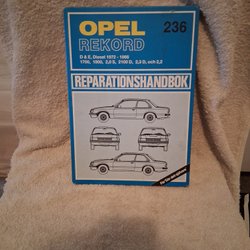 OPEL 236
REKORD
D & E, Diesel 1972 - 1986
1700, 1900, 2,0 S, 2100 D, 2,3 D, och 2,2
REPARATIONSHANDBOK